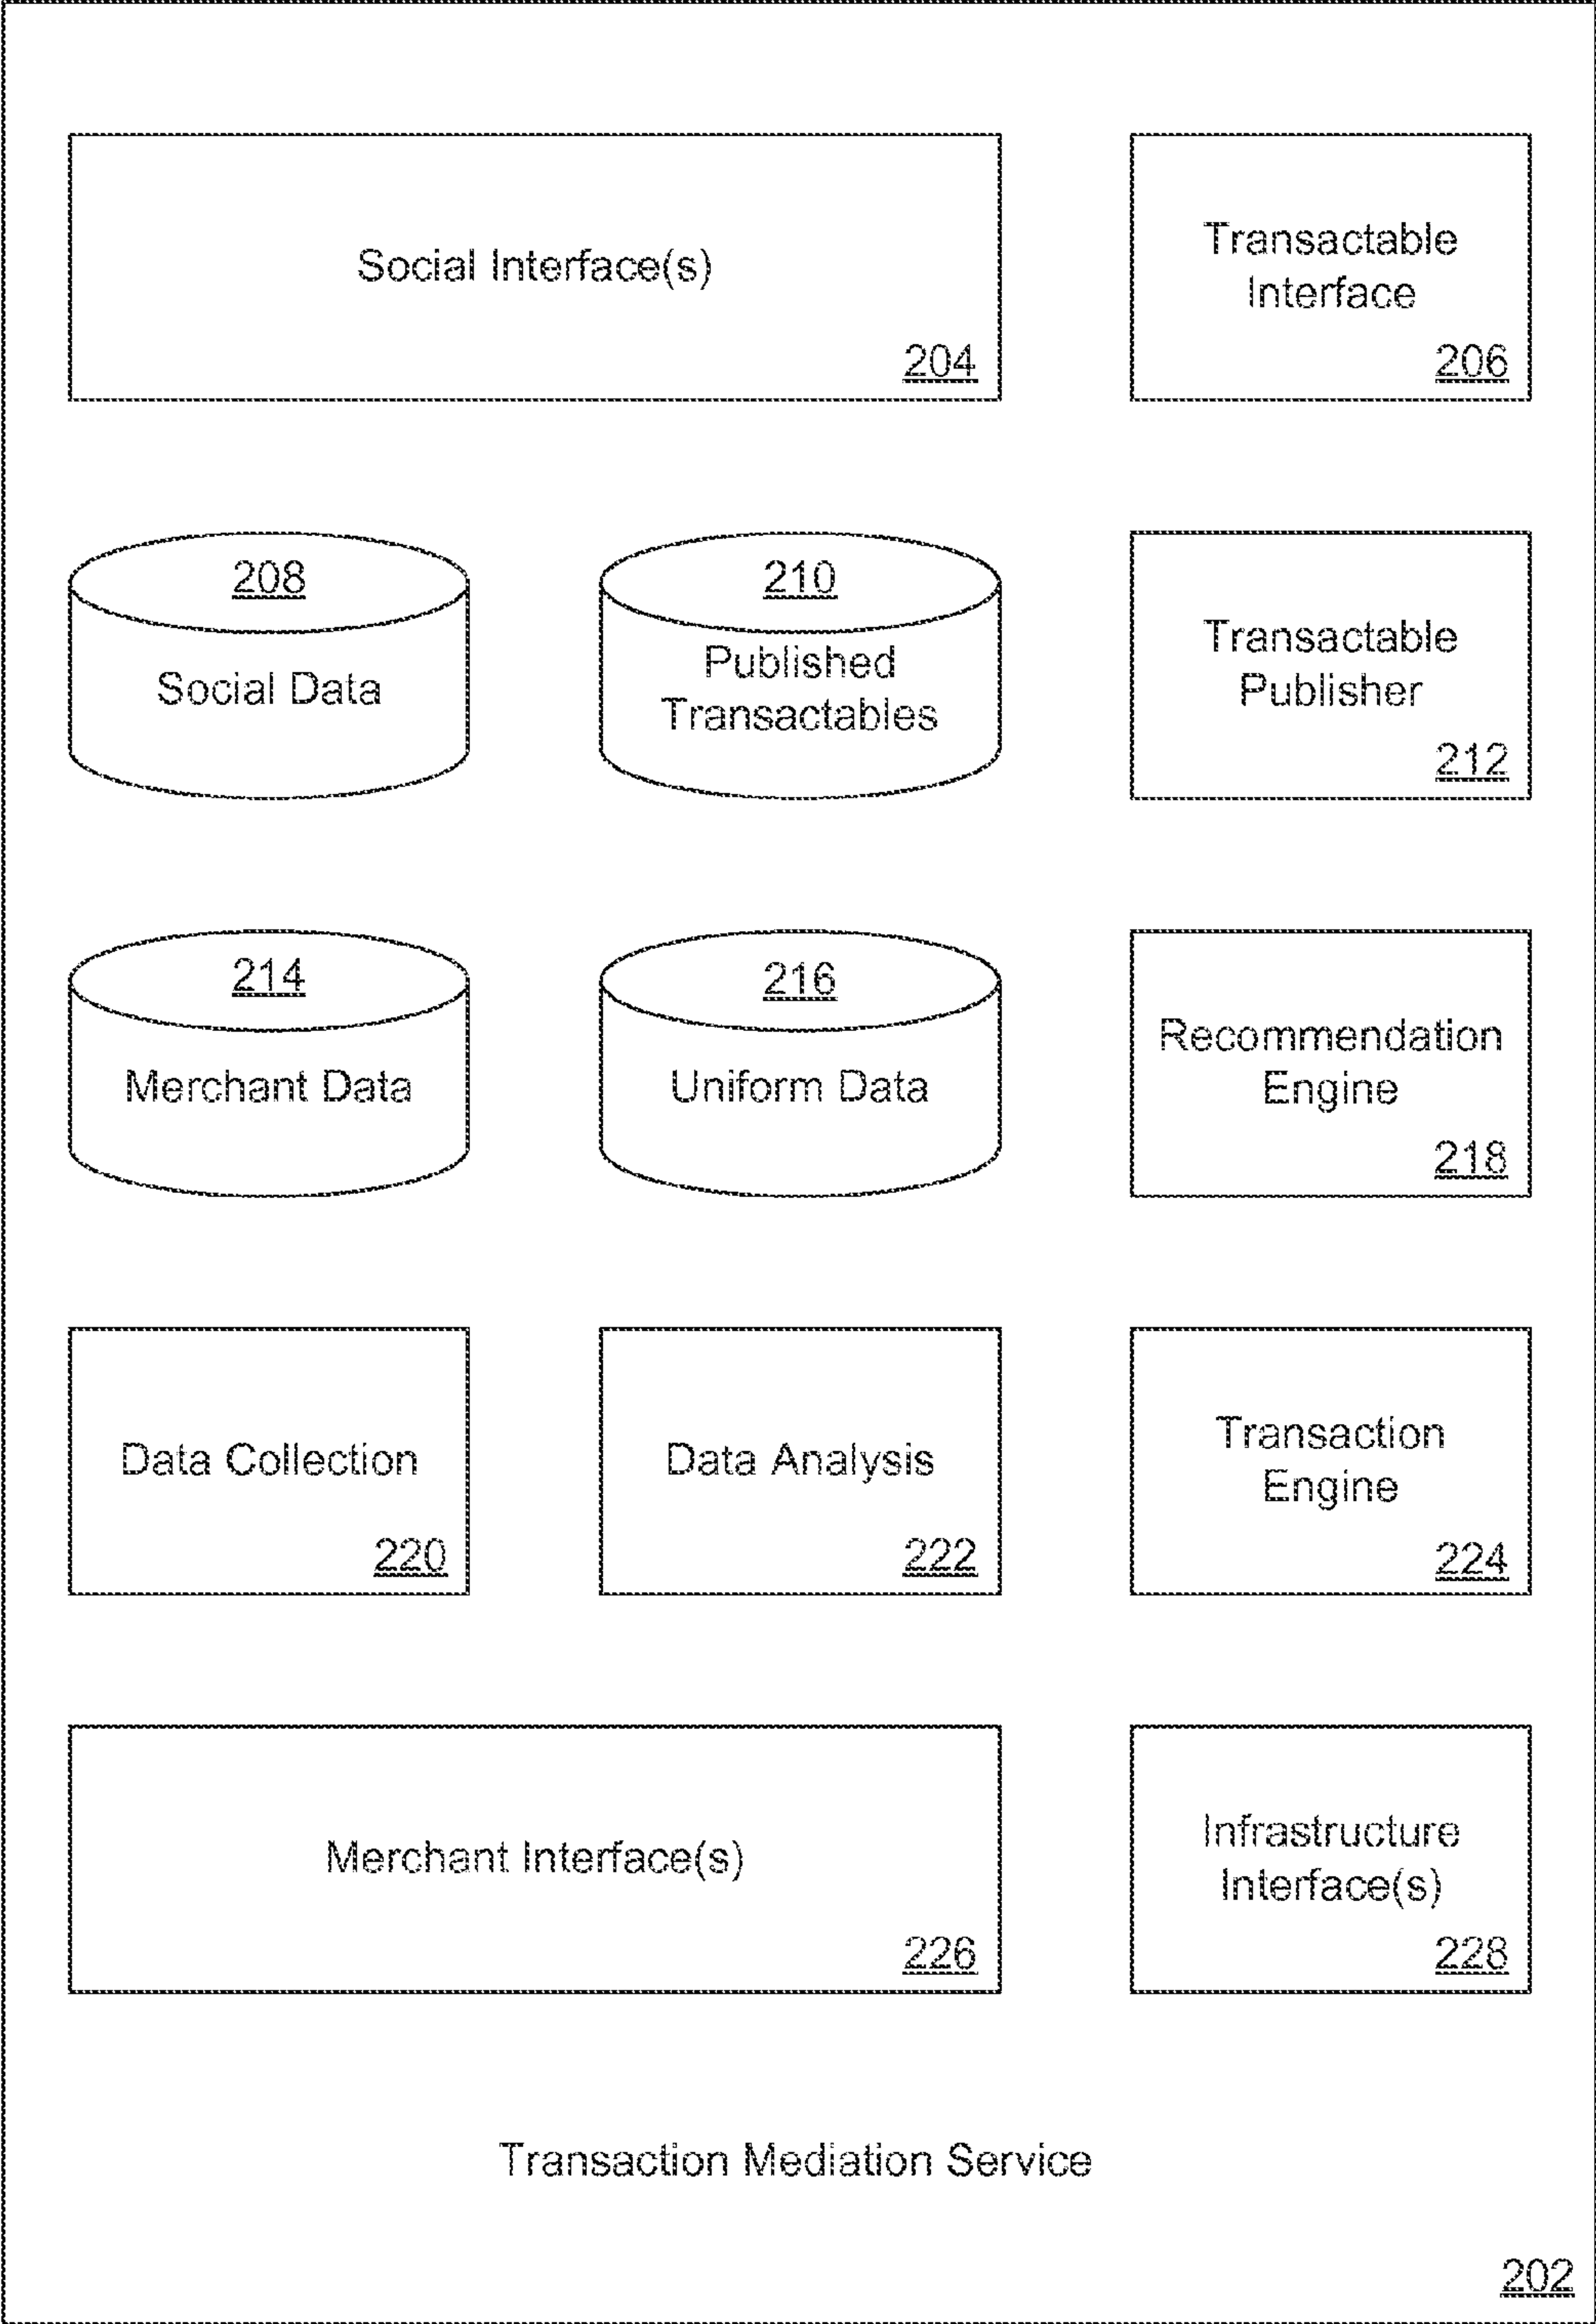 Social Interface(s)
204
Transactable
Interface
206
208
Social Data
210
Published
Transactables
Transactable
Publisher
212
214
Merchant Data
216
Uniform Data
Recommendation
Engine
218
Data Collection
220
Data Analysis
222
Transaction
Engine
224
Merchant Interface(s)
226
Infrastructure
Interface(s)
228
Transaction Mediation Service
202